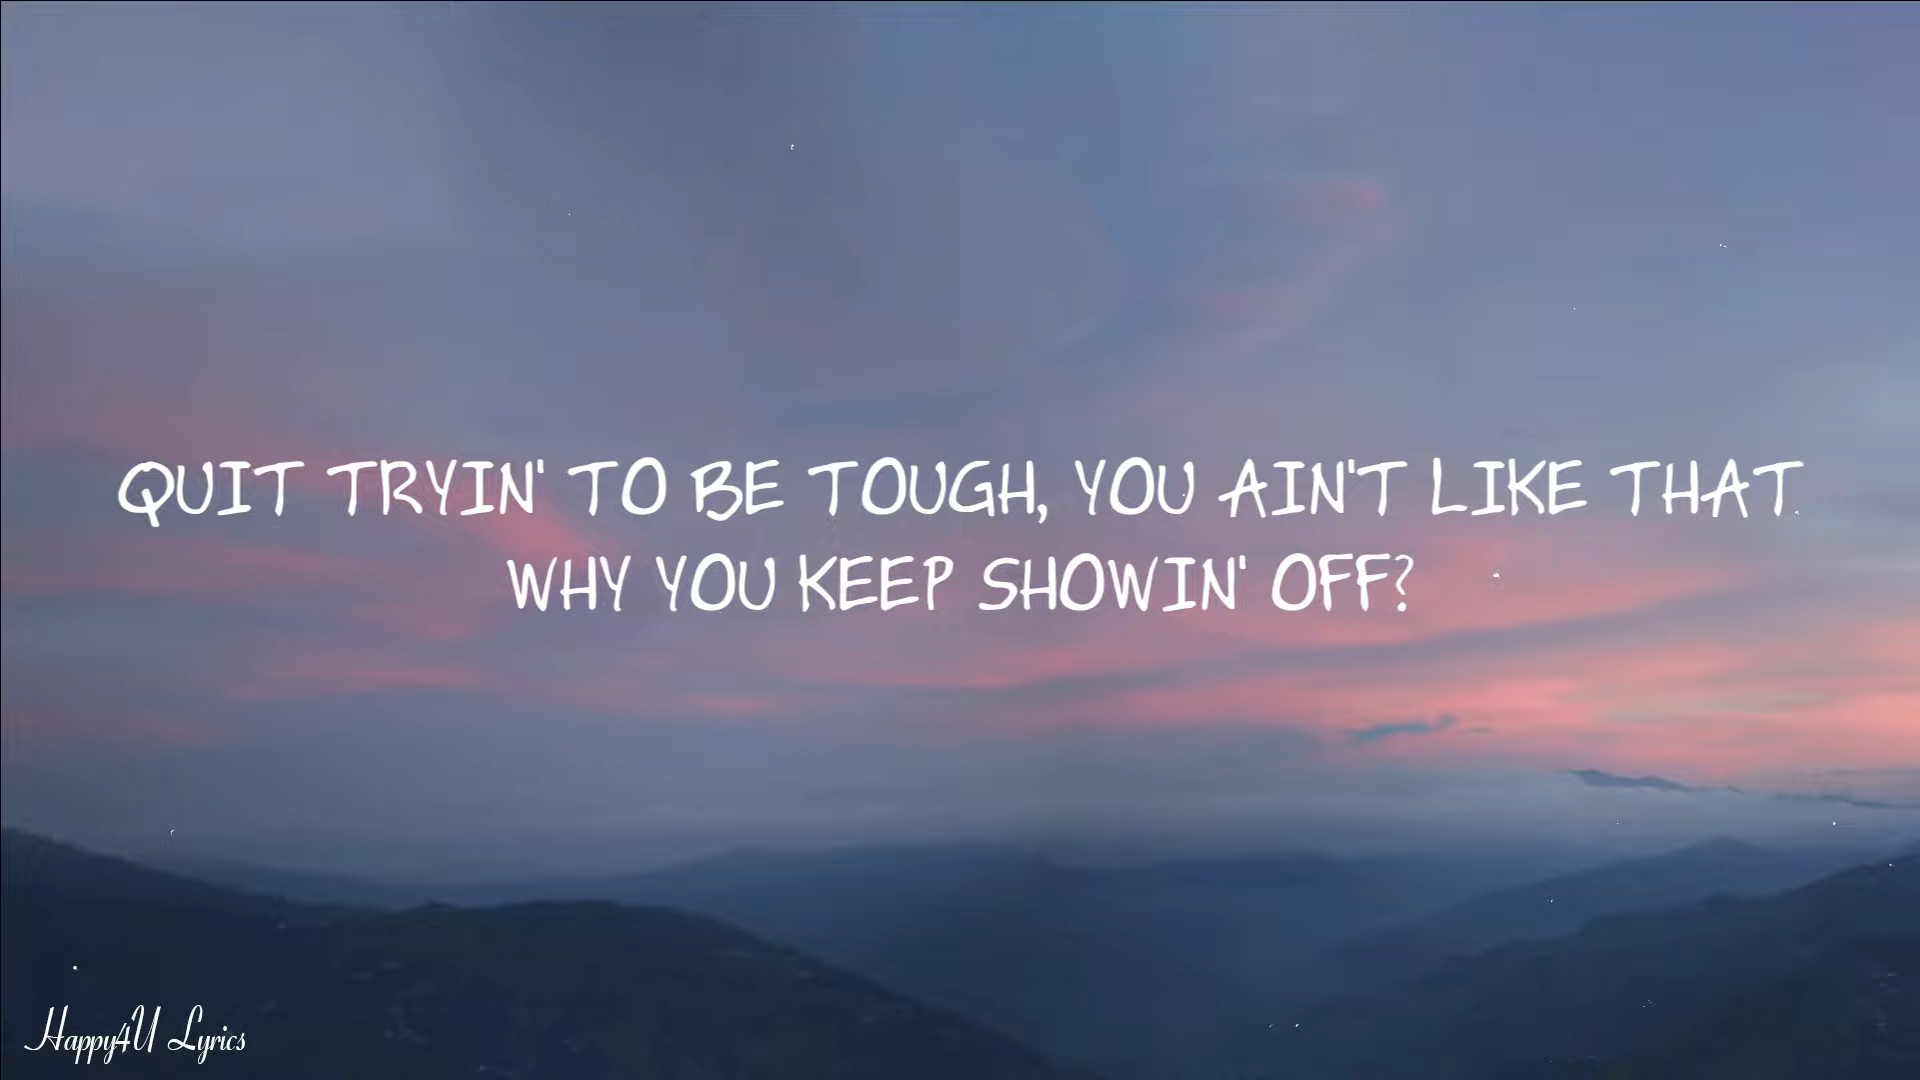 QUIT TRYIN' TO BE TOUGH, YOU AIN'T LIKE THAT
WHY YOU KEEP SHOWIN' OFF?
Happy4U Lyrics